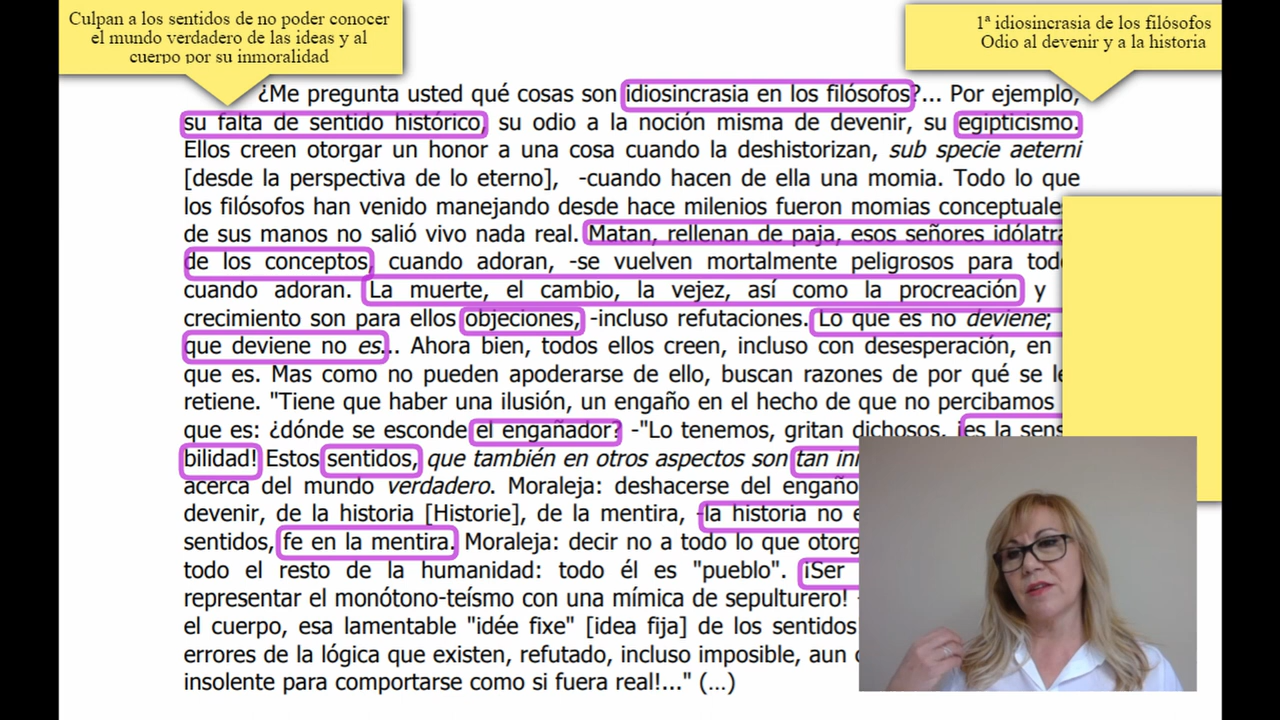 Culpan a los sentidos de no poder conocer
el mundo verdadero de las ideas y al
cuerpo por su inmoralidad
1ª idiosincrasia de los filósofos
Odio al devenir y a la historia
¿Me pregunta usted qué cosas son idiosincrasia en los filósofos?... Por ejemplo,
su falta de sentido histórico, su odio a la noción misma de devenir, su egipticismo.
Ellos creen otorgar un honor a una cosa cuando la deshistorizan, sub specie aeterni
[desde la perspectiva de lo eterno], -cuando hacen de ella una momia. Todo lo que
los filósofos han venido manejando desde hace milenios fueron momias conceptuale
de sus manos no salió vivo nada real. Matan, rellenan de paja, esos señores idólatra
de los conceptos, cuando adoran, -se vuelven mortalmente peligrosos para tod
cuando adoran. La muerte, el cambio, la vejez, así como la procreación y
crecimiento son para ellos objeciones, -incluso refutaciones. Lo que es no deviene;
que deviene no es... Ahora bien, todos ellos creen, incluso con desesperación, en
que es. Mas como no pueden apoderarse de ello, buscan razones de por qué se le
retiene. "Tiene que haber una ilusión, un engaño en el hecho de que no percibamos
que es: ¿dónde se esconde el engañador? -"Lo tenemos, gritan dichosos, ¡es la sens
bilidad! Estos sentidos, que también en otros aspectos son tan
acerca del mundo verdadero. Moraleja: deshacerse del engaño
devenir, de la historia [Historie], de la mentira, -la historia no
sentidos, fe en la mentira. Moraleja: decir no a todo lo que otorg
todo el resto de la humanidad: todo él es "pueblo". ¡Ser
representar el monótono-teísmo con una mímica de sepulturero! -
el cuerpo, esa lamentable "idée fixe" [idea fija] de los sentidos
errores de la lógica que existen, refutado, incluso imposible, aun
insolente para comportarse como si fuera real!..." (…)